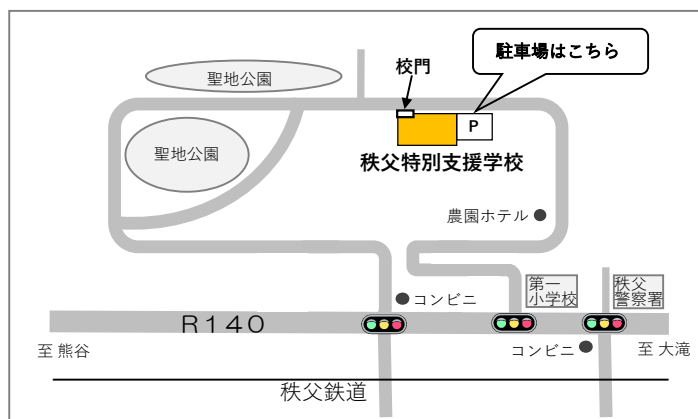 駐車場はこちら
聖地公園
校門
P
聖地公園
秩父特別支援学校
農園ホテル
第一
小学校
秩父
警察署
コンビニ
R140
コンビニ
至 熊谷
至 大滝
秩父鉄道